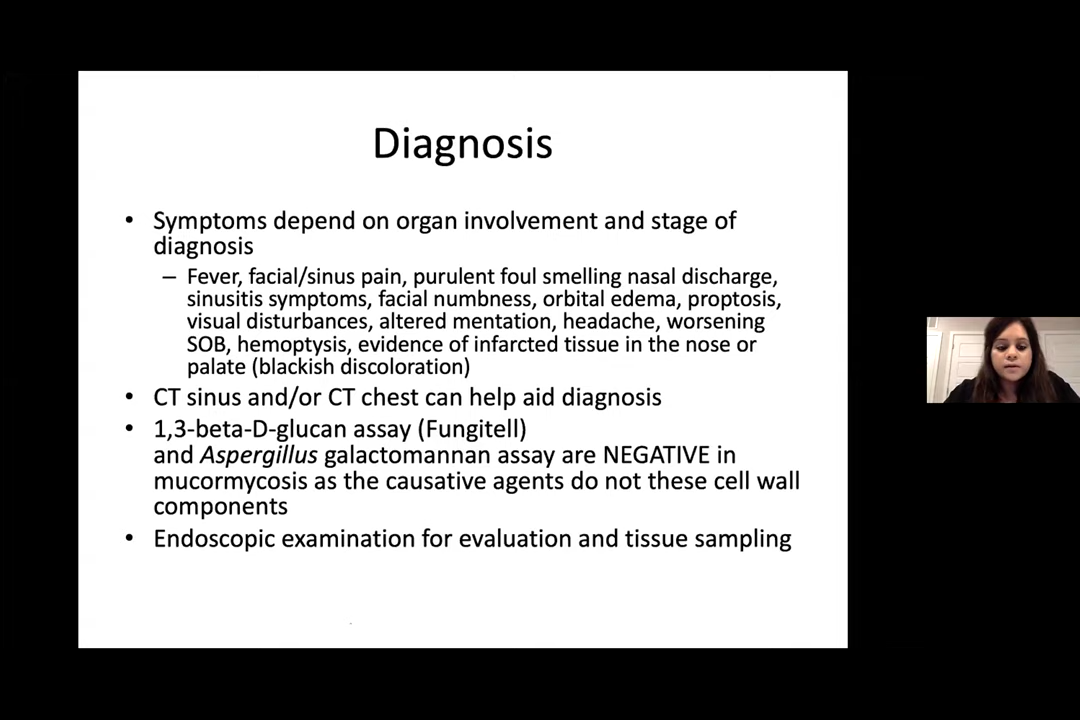 Diagnosis
• Symptoms depend on organ involvement and stage of
diagnosis
– Fever, facial/sinus pain, purulent foul smelling nasal discharge,
sinusitis symptoms, facial numbness, orbital edema, proptosis,
visual disturbances, altered mentation, headache, worsening
SOB, hemoptysis, evidence of infarcted tissue in the nose or
palate (blackish discoloration)
• CT sinus and/or CT chest can help aid diagnosis
• 1,3-beta-D-glucan assay (Fungitell)
and Aspergillus galactomannan assay are NEGATIVE in
mucormycosis as the causative agents do not these cell wall
components
• Endoscopic examination for evaluation and tissue sampling